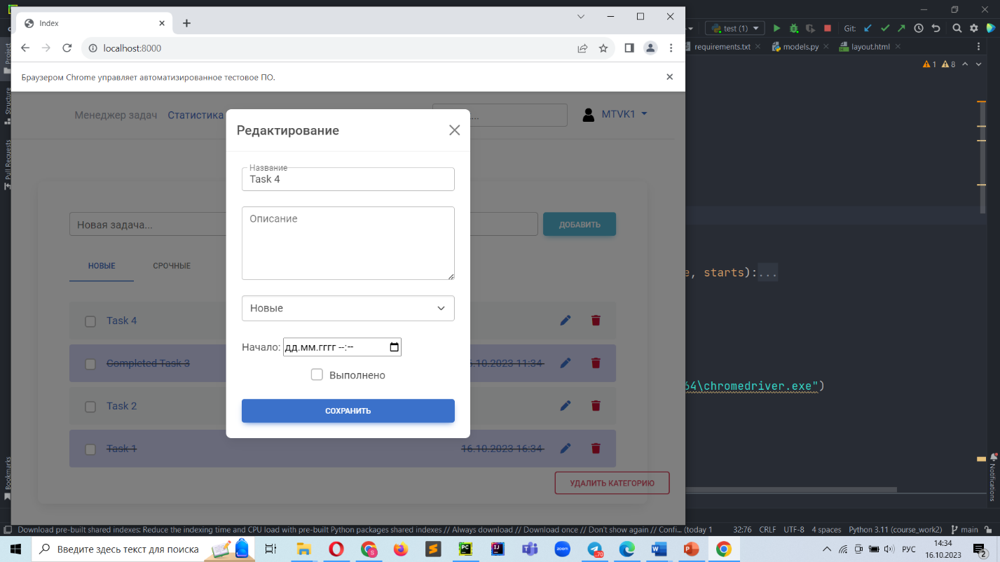 Index
test (1)
Git:
localhost:8000
requirements.txt
models.py
layout.html
Project
1
8
Браузером Chrome управляет автоматизированное тестовое ПО.
Structure
Менеджер задач
Статистика
MTVK1
Pull Requests
Редактирование
Название
Task 4
Описание
Новая задача...
ДОБАВИТЬ
НОВЫЕ
СРОЧНЫЕ
, starts):...
Новые
Task 4
Начало:
дд.мм.гггг --:--
Completed Task 3
16.10.2023 11:34
Выполнено
64\chromedriver.exe")
Task 2
СОХРАНИТЬ
Task 1
16.10.2023 16:34
УДАЛИТЬ КАТЕГОРИЮ
Bookmarks
Notifications
Download pre-built shared indexes: Reduce the indexing time and CPU load with pre-built Python packages shared indexes // Always download // Download once // Don't show again // Confi... (today 1
32:76
CRLF
UTF-8
4 spaces
Python 3.11 (course_work2)
main
Введите здесь текст для поиска
PC
IJ
zoom
..70
РУС
14:34
16.10.2023
2